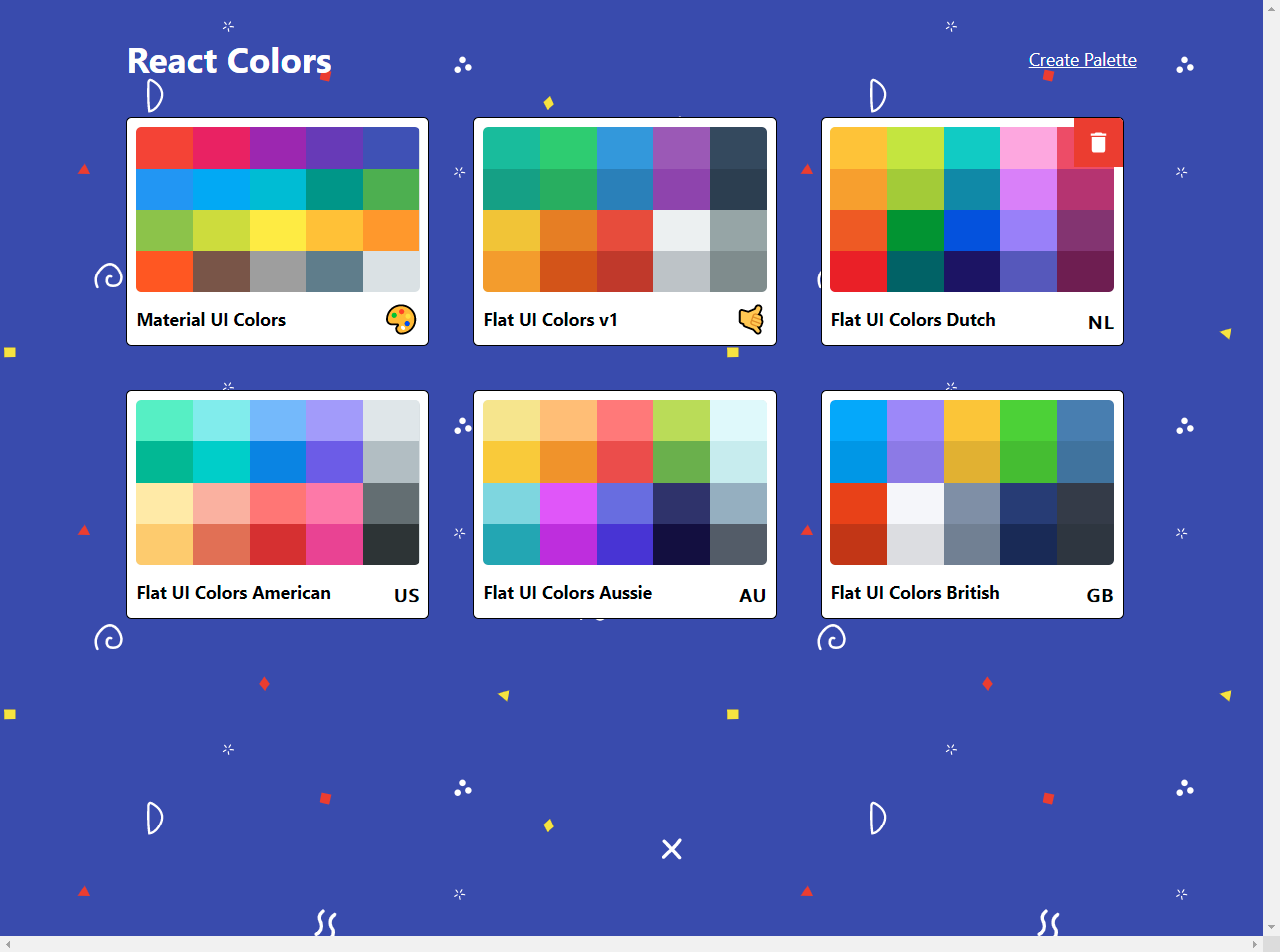 React Colors
Create Palette
Material UI Colors
Flat UI Colors v1
Flat UI Colors Dutch NL
Flat UI Colors American US
Flat UI Colors Aussie AU
Flat UI Colors British GB